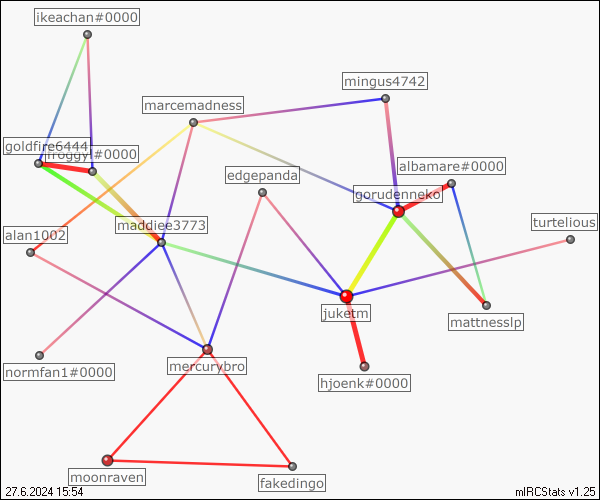 ikeachan#0000
mingus4742
marcemadness
goldfire6444
froggyl#0000
albamare#0000
edgepanda
gorudenneko
turtelious
maddiee3773
alan1002
juketm
mattnesslp
mercurybro
normfan1#0000
hjoenk#0000
moonraven
fakedingo
27.6.2024 15:54
mIRCStats v1.25